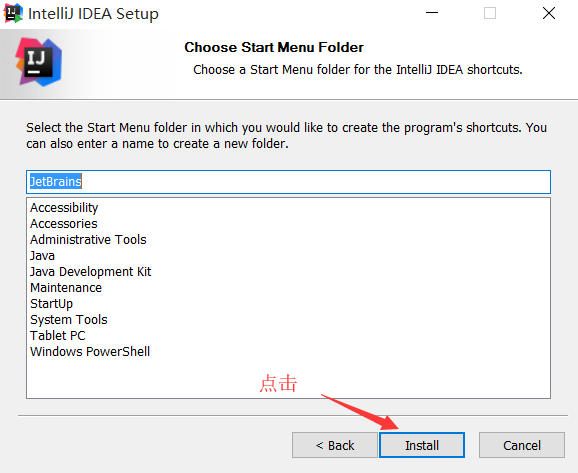 IntelliJ IDEA Setup
IJ
Choose Start Menu Folder
Choose a Start Menu folder for the IntelliJ IDEA shortcuts.
Select the Start Menu folder in which you would like to create the program's shortcuts. You
can also enter a name to create a new folder.
JetBrains
Accessibility
Accessories
Administrative Tools
Java
Java Development Kit
Maintenance
StartUp
System Tools
Tablet PC
Windows PowerShell
点击
< Back
Install
Cancel